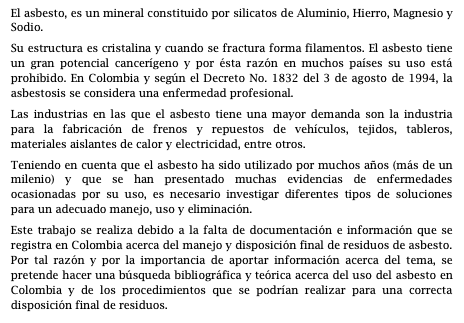 El asbesto, es un mineral constituido por silicatos de Aluminio, Hierro, Magnesio y
Sodio.
Su estructura es cristalina y cuando se fractura forma filamentos. El asbesto tiene
un gran potencial cancerígeno y por ésta razón en muchos países su uso está
prohibido. En Colombia y según el Decreto No. 1832 del 3 de agosto de 1994, la
asbestosis se considera una enfermedad profesional.
Las industrias en las que el asbesto tiene una mayor demanda son la industria
para la fabricación de frenos y repuestos de vehículos, tejidos, tableros,
materiales aislantes de calor y electricidad, entre otros.
Teniendo en cuenta que el asbesto ha sido utilizado por muchos años (más de un
milenio) y que se han presentado muchas evidencias de enfermedades
ocasionadas por su uso, es necesario investigar diferentes tipos de soluciones
para un adecuado manejo, uso y eliminación.
Este trabajo se realiza debido a la falta de documentación e información que se
registra en Colombia acerca del manejo y disposición final de residuos de asbesto.
Por tal razón y por la importancia de aportar información acerca del tema, se
pretende hacer una búsqueda bibliográfica y teórica acerca del uso del asbesto en
Colombia y de los procedimientos que se podrían realizar para una correcta
disposición final de residuos.